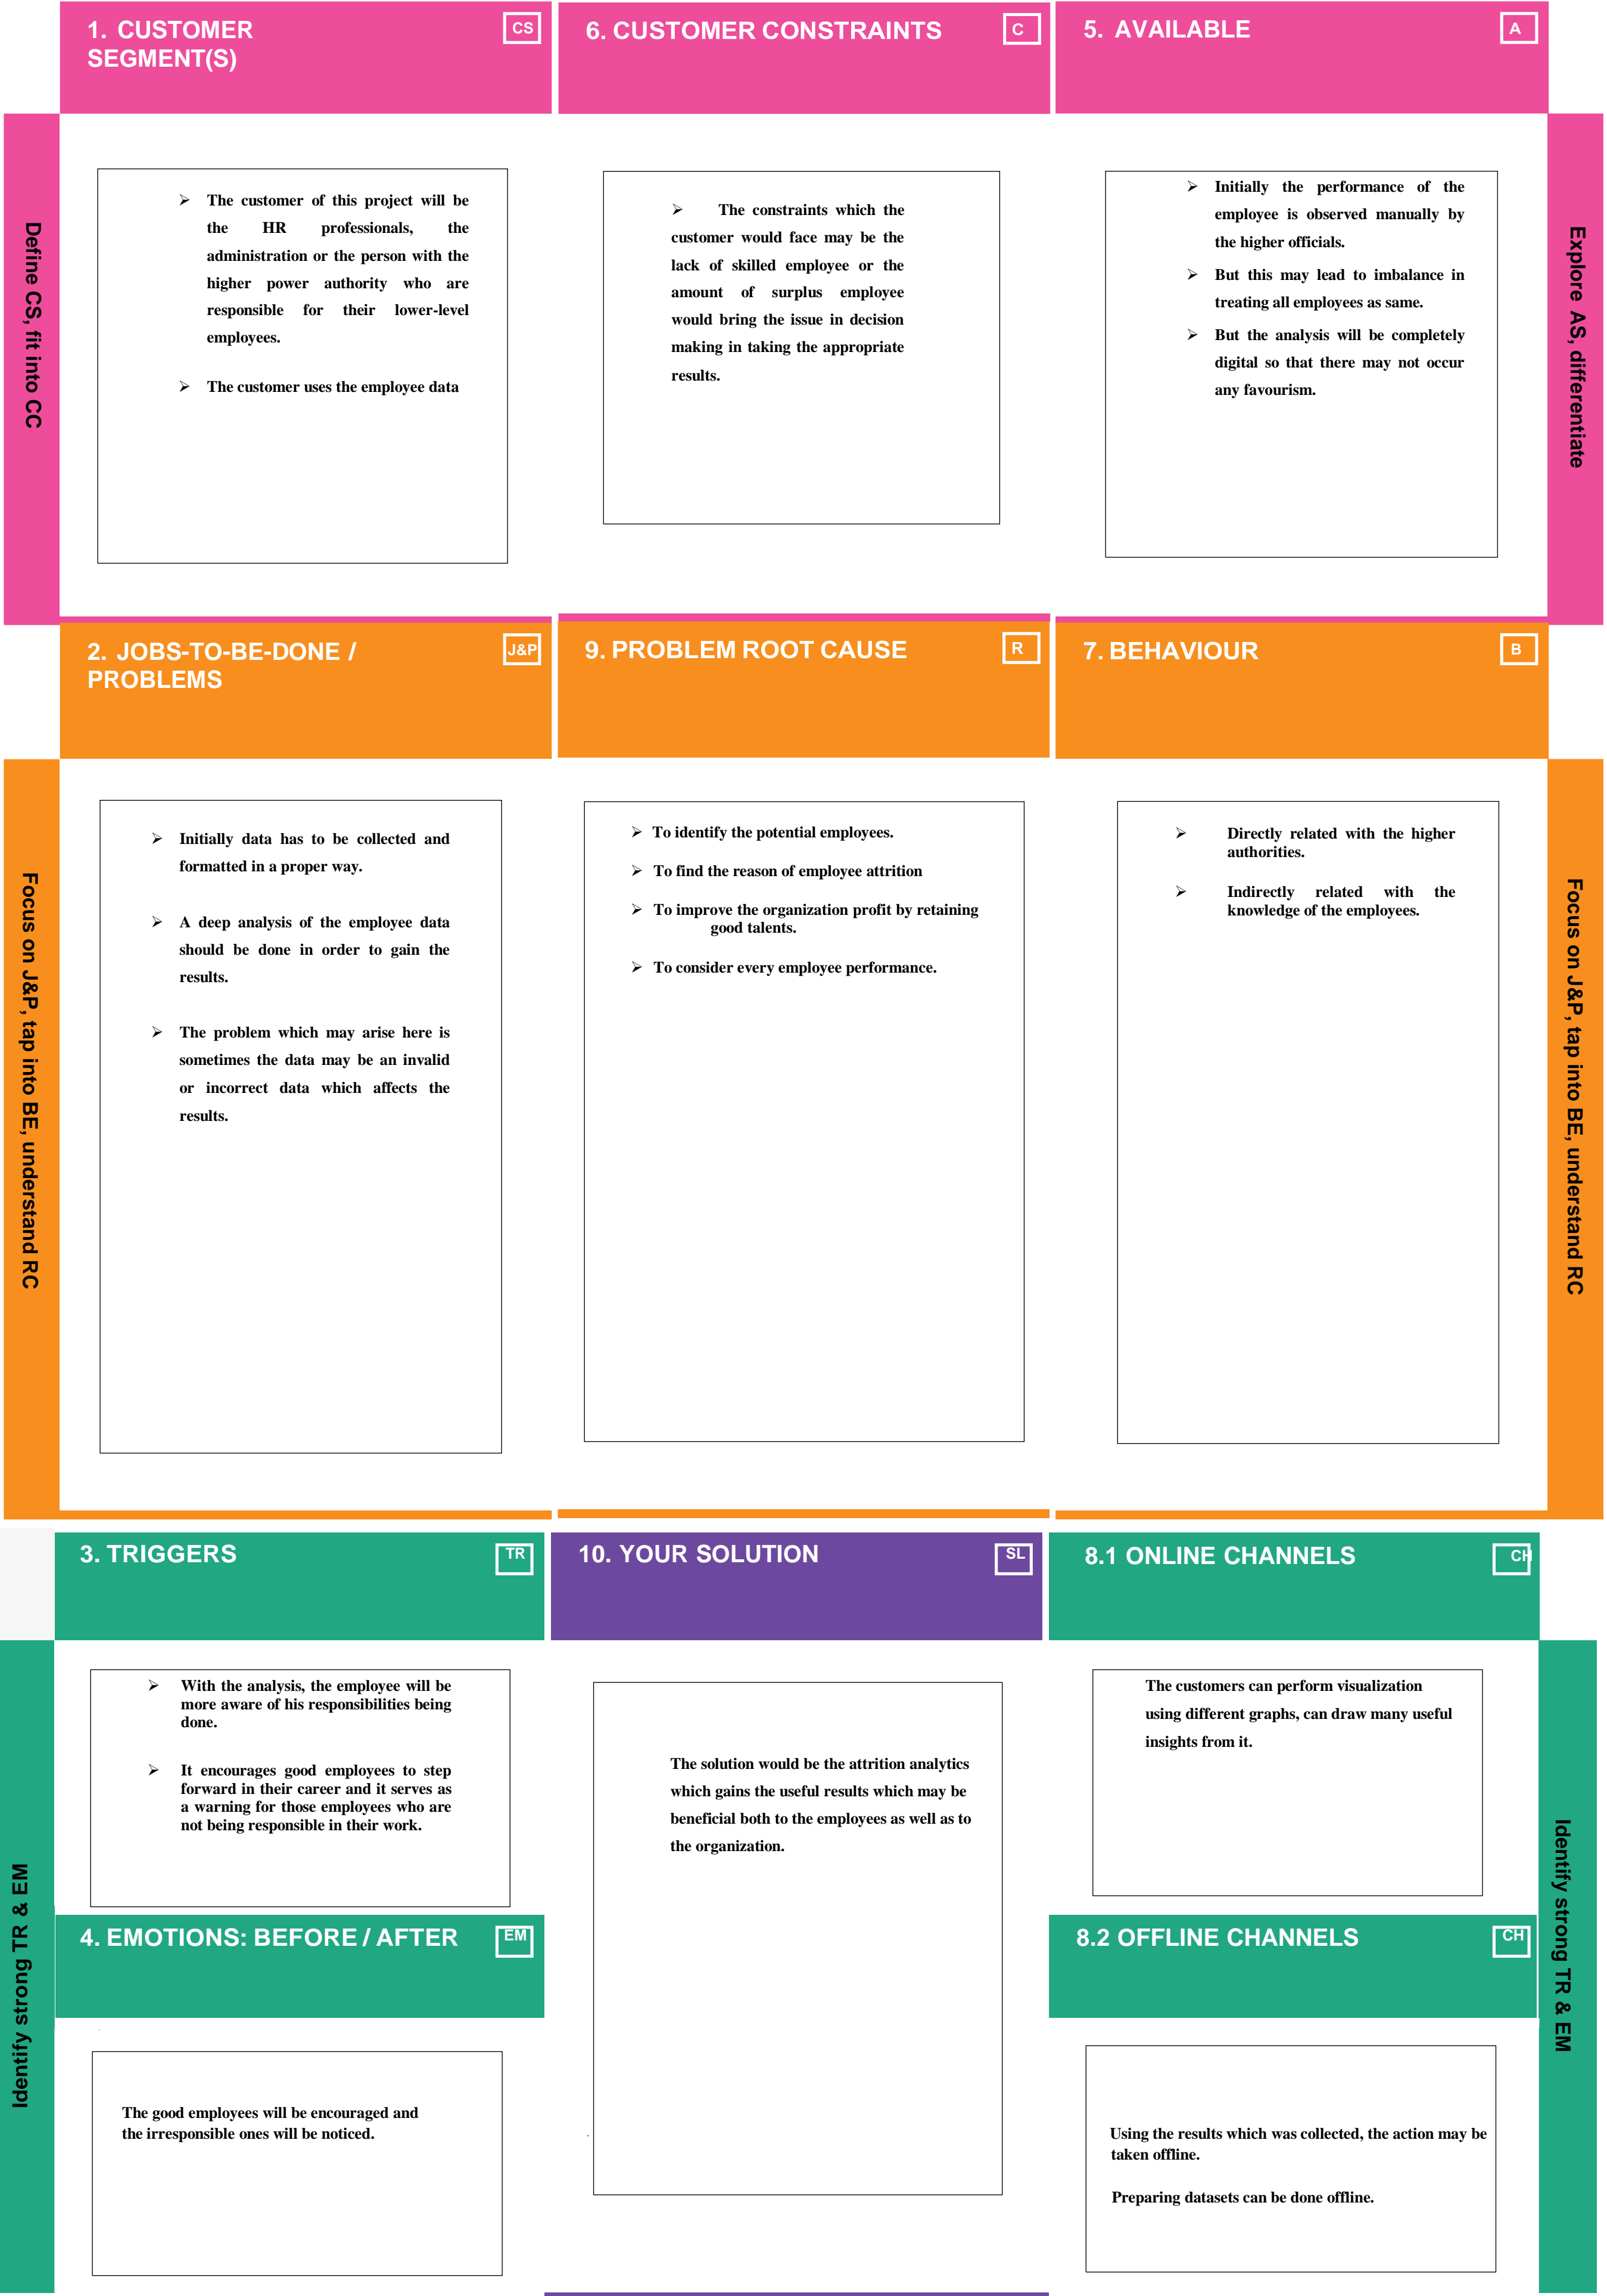 1. CUSTOMER
SEGMENT(S)
CS
Define CS, fit into CC
➢ The customer of this project will be
the HR professionals, the
administration or the person with the
higher power authority who are
responsible for their lower-level
employees.
➢ The customer uses the employee data
6. CUSTOMER CONSTRAINTS
C
➢ The constraints which the
customer would face may be the
lack of skilled employee or the
amount of surplus employee
would bring the issue in decision
making in taking the appropriate
results.
5. AVAILABLE
A
➢ Initially the performance of the
employee is observed manually by
the higher officials.
➢ But this may lead to imbalance in
treating all employees as same.
➢ But the analysis will be completely
digital so that there may not occur
any favourism.
Explore AS, differentiate
2. JOBS-TO-BE-DONE /
PROBLEMS
J&P
Focus on J&P, tap into BE, understand RC
➢ Initially data has to be collected and
formatted in a proper way.
➢ A deep analysis of the employee data
should be done in order to gain the
results.
➢ The problem which may arise here is
sometimes the data may be an invalid
or incorrect data which affects the
results.
9. PROBLEM ROOT CAUSE
R
➢ To identify the potential employees.
➢ To find the reason of employee attrition
➢ To improve the organization profit by retaining
good talents.
➢ To consider every employee performance.
7. BEHAVIOUR
B
➢ Directly related with the higher
authorities.
➢ Indirectly related with the
knowledge of the employees.
Focus on J&P, tap into BE, understand RC
3. TRIGGERS
TR
Identify strong TR & EM
➢ With the analysis, the employee will be
more aware of his responsibilities being
done.
➢ It encourages good employees to step
forward in their career and it serves as
a warning for those employees who are
not being responsible in their work.
4. EMOTIONS: BEFORE / AFTER
EM
The good employees will be encouraged and
the irresponsible ones will be noticed.
10. YOUR SOLUTION
SL
The solution would be the attrition analytics
which gains the useful results which may be
beneficial both to the employees as well as to
the organization.
8.1 ONLINE CHANNELS
CH
The customers can perform visualization
using different graphs, can draw many useful
insights from it.
8.2 OFFLINE CHANNELS
CH
Using the results which was collected, the action may be
taken offline.
Preparing datasets can be done offline.
Identify strong TR & EM